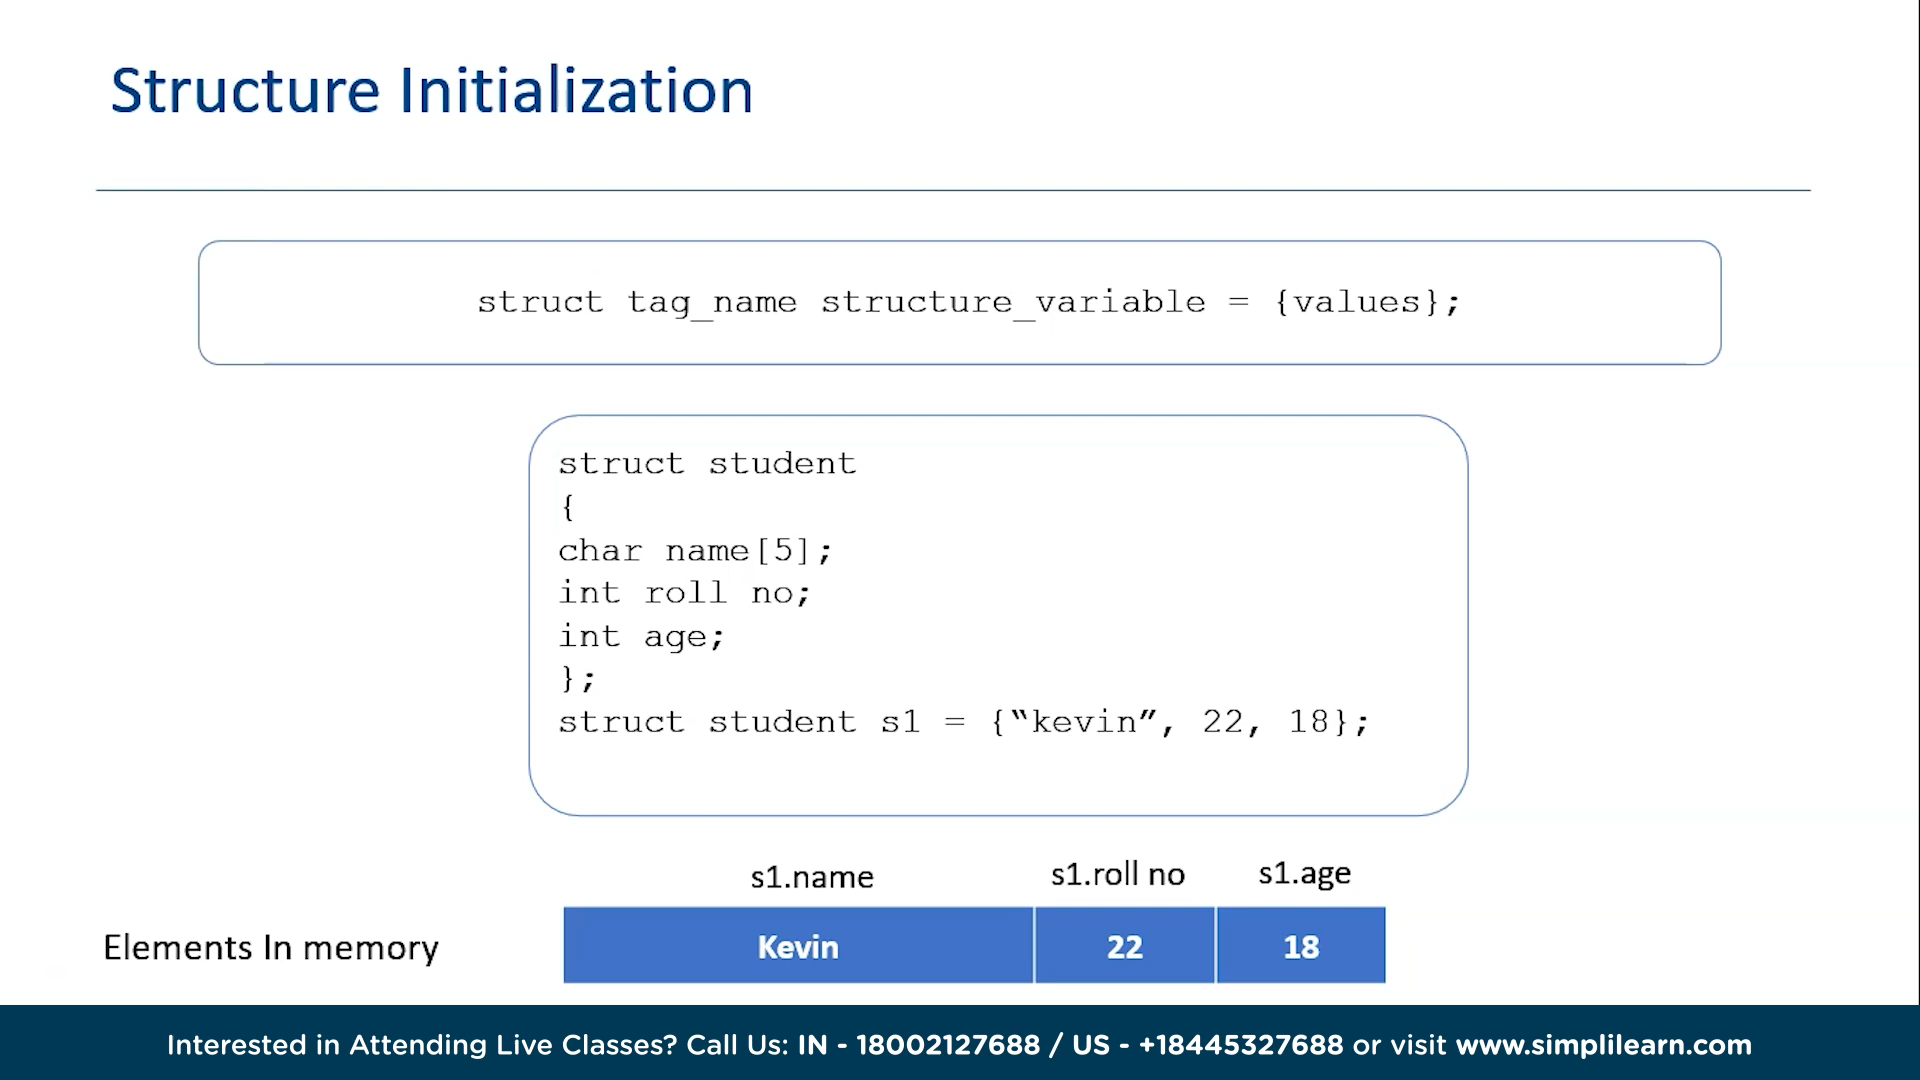 Structure Initialization
struct tag_name structure_variable = {values};
struct student
{
char name[5];
int roll no;
int age;
};
struct student s1 = {“kevin”, 22, 18};
s1.name s1.roll no s1.age
Elements In memory Kevin 22 18
Interested in Attending Live Classes? Call Us: IN - 18002127688 / US - +18445327688 or visit www.simplilearn.com